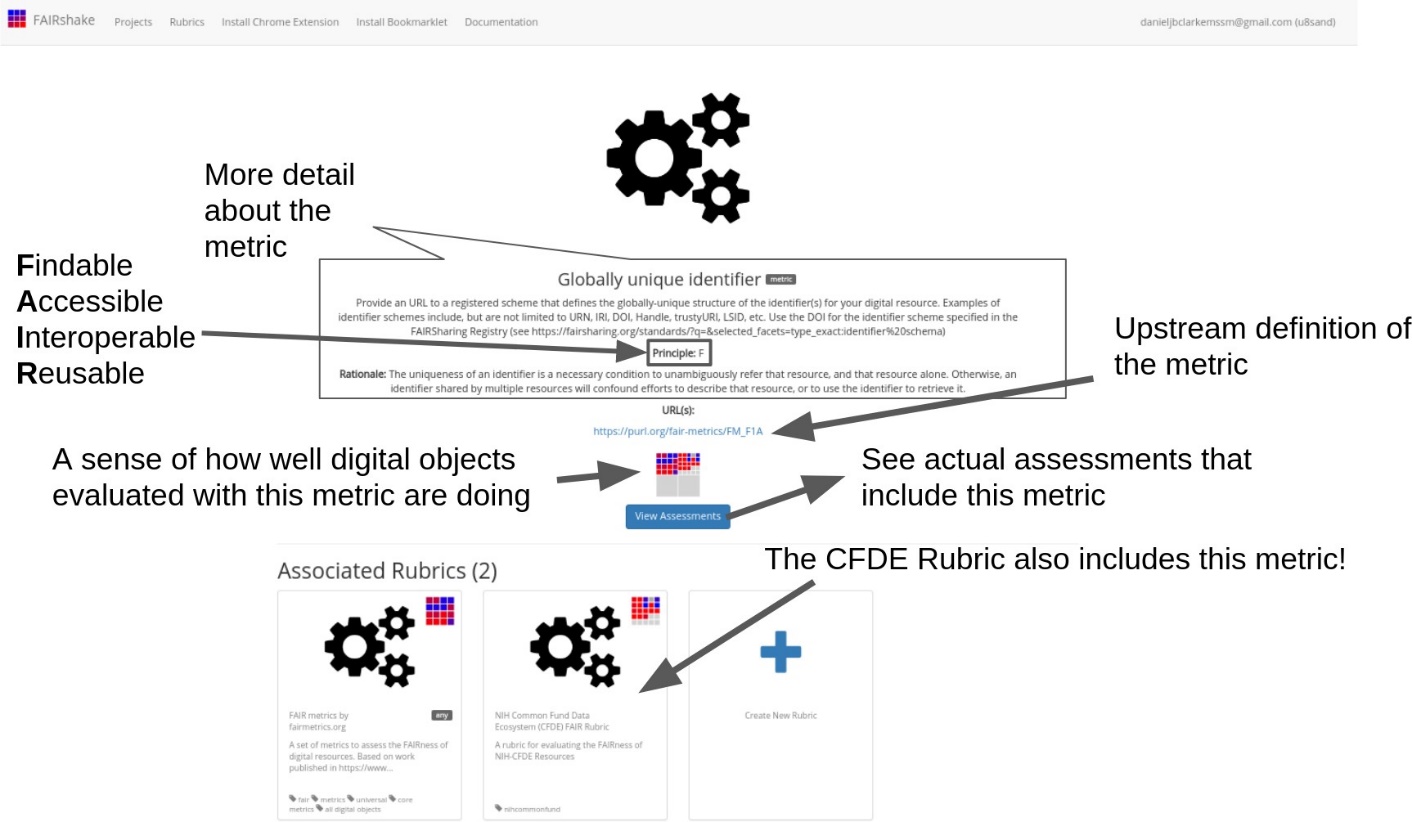 FAIRshake Projects Rubrics Install Chrome Extension Install Bookmarklet Documentation danieljbclarkemssm@gmail.com (u8sand)
More detail
about the
metric
Findable
Accessible
Interoperable
Reusable
Globally unique identifier metric
Provide an URL to a registered scheme that defines the globally-unique structure of the identifier(s) for your digital resource. Examples of
identifier schemes include, but are not limited to URN, IRI, DOI, Handle, trustyURI, LSID, etc. Use the DOI for the identifier scheme specified in the
FAIRSharing Registry (see https://fairsharing.org/standards/?q=&selected_facets=type_exact:identifier%20schema)
Principle: F
Rationale: The uniqueness of an identifier is a necessary condition to unambiguously refer that resource, and that resource alone. Otherwise, an
identifier shared by multiple resources will confound efforts to describe that resource, or to use the identifier to retrieve it.
Upstream definition of
the metric
URL(s):
https://purl.org/fair-metrics/FM_F1A
A sense of how well digital objects
evaluated with this metric are doing
See actual assessments that
include this metric
View Assessments
The CFDE Rubric also includes this metric!
Associated Rubrics (2)
FAIR metrics by
fairmetrics.org
any
A set of metrics to assess the FAIRness of
digital resources. Based on work
published in https://www...
fair metrics universal core
metrics all digital objects
NIH Common Fund Data
Ecosystem (CFDE) FAIR Rubric
A rubric for evaluating the FAIRness of
NIH-CFDE Resources
nihcommonfund
Create New Rubric